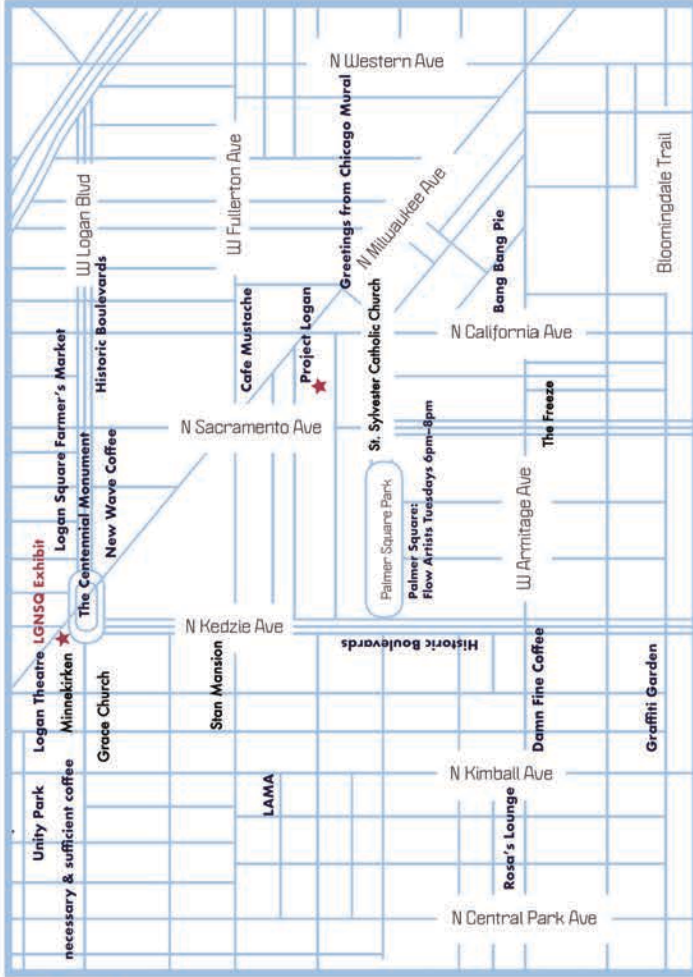 Unity Park
necessary & sufficient coffee
Logan Theatre
LGNSQ Exhibit
Minnekirken
Grace Church
Logan Square Farmer's Market
The Centennial Monument
New Wave Coffee
W Logan Blvd
Historic Boulevards
Stan Mansion
N Kedzie Ave
N Sacramento Ave
Cafe Mustache
W Fullerton Ave
LAMA
Project Logan
Greetings from Chicago Mural
N Western Ave
N Milwaukee Ave
Historic Boulevards
Palmer Square Park
Palmer Square:
Flow Artists Tuesdays 6pm–8pm
St. Sylvester Catholic Church
N California Ave
Bang Bang Pie
N Central Park Ave
Rosa's Lounge
N Kimball Ave
Damn Fine Coffee
W Armitage Ave
The Freeze
Graffiti Garden
Bloomingdale Trail